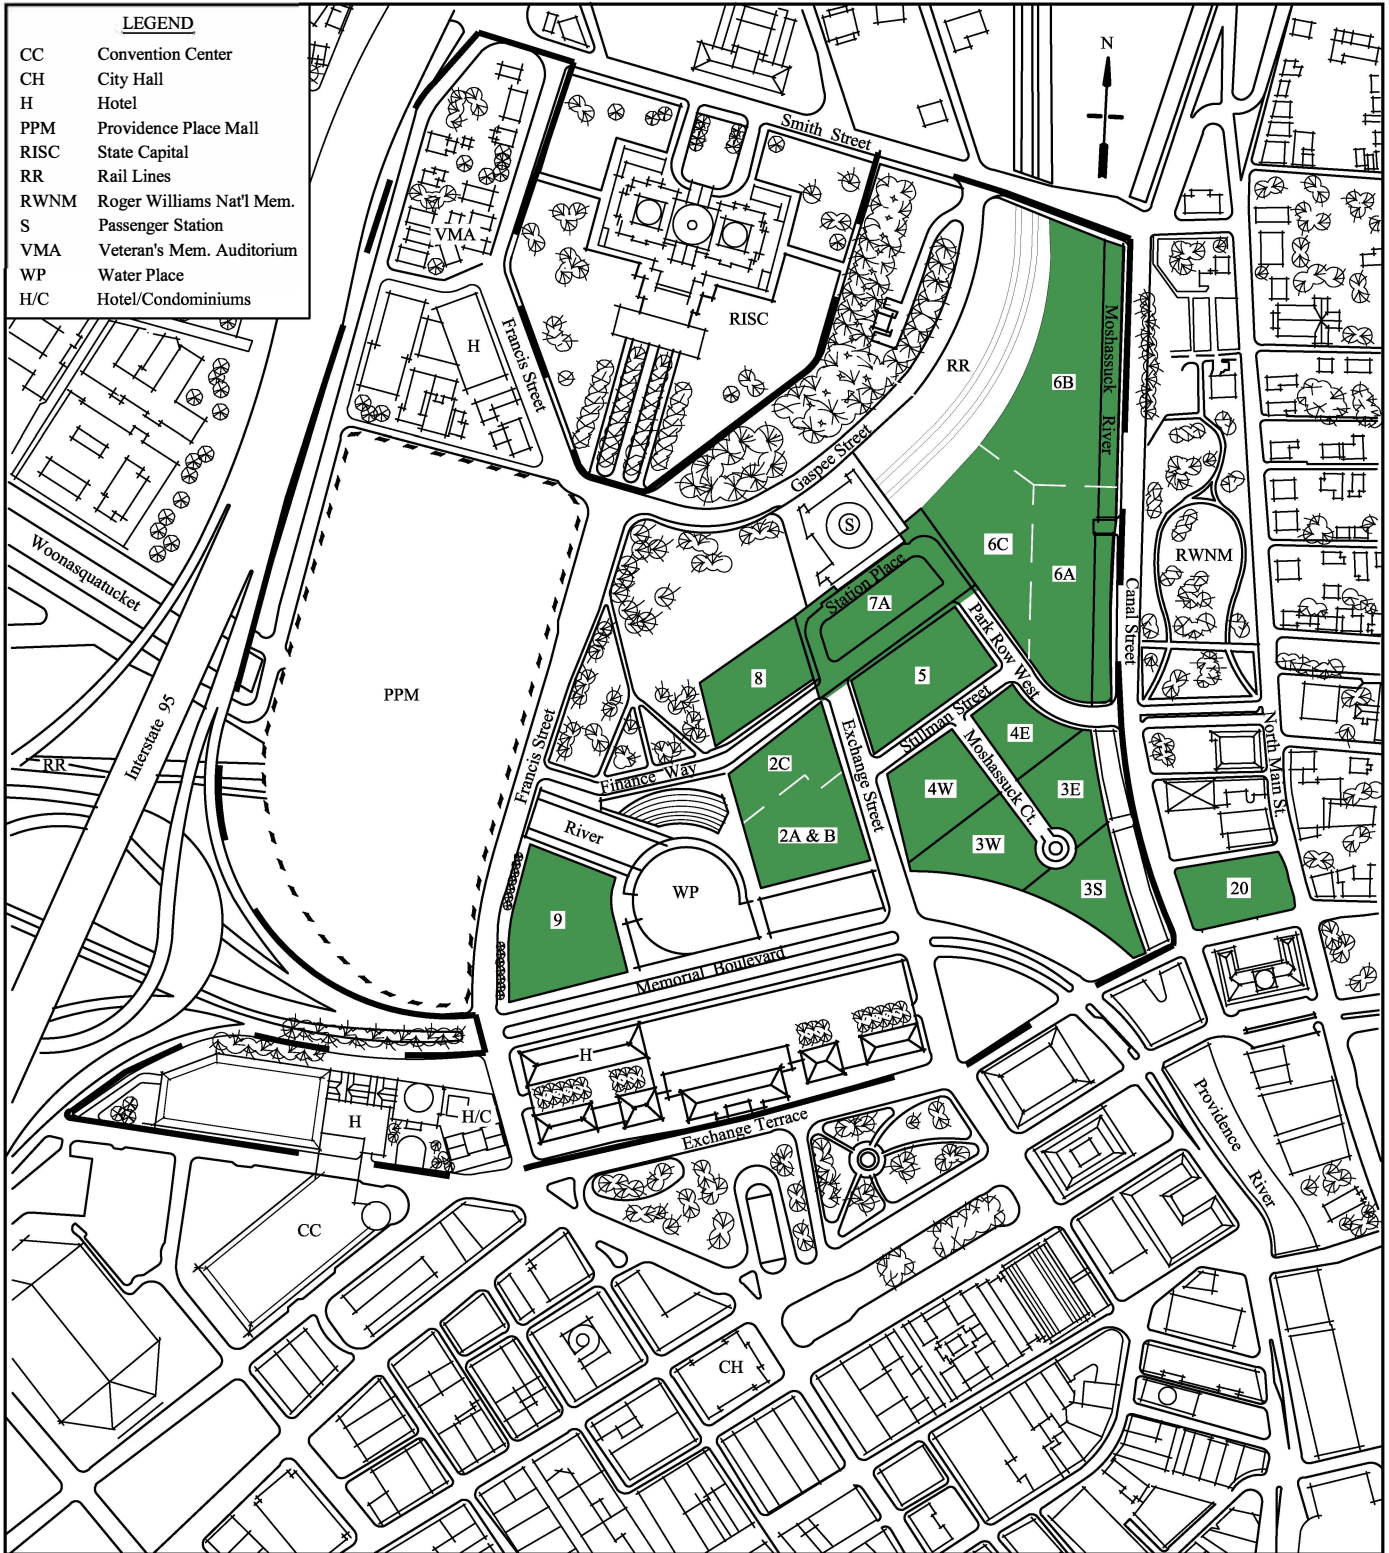 LEGEND
CC Convention Center
CH City Hall
H Hotel
PPM Providence Place Mall
RISC State Capital
RR Rail Lines
RWNM Roger Williams Nat'l Mem.
S Passenger Station
VMA Veteran's Mem. Auditorium
WP Water Place
H/C Hotel/Condominiums
N
Smith Street
VMA
RISC
H
Francis Street
Moshassuck River
RR
6B
Gaspee Street
S
Woonasquatucket
6C
6A
RWNM
Station Place
7A
Canal Street
Park Row West
PPM
8
5
Interstate 95
Francis Street
Stillman Street
4E
North Main St.
RR
Finance Way
2C
Exchange Street
Moshassuck Ct.
4W
3E
River
2A & B
3W
WP
3S
20
9
Memorial Boulevard
H
H
H/C
Exchange Terrace
Providence River
CC
CH